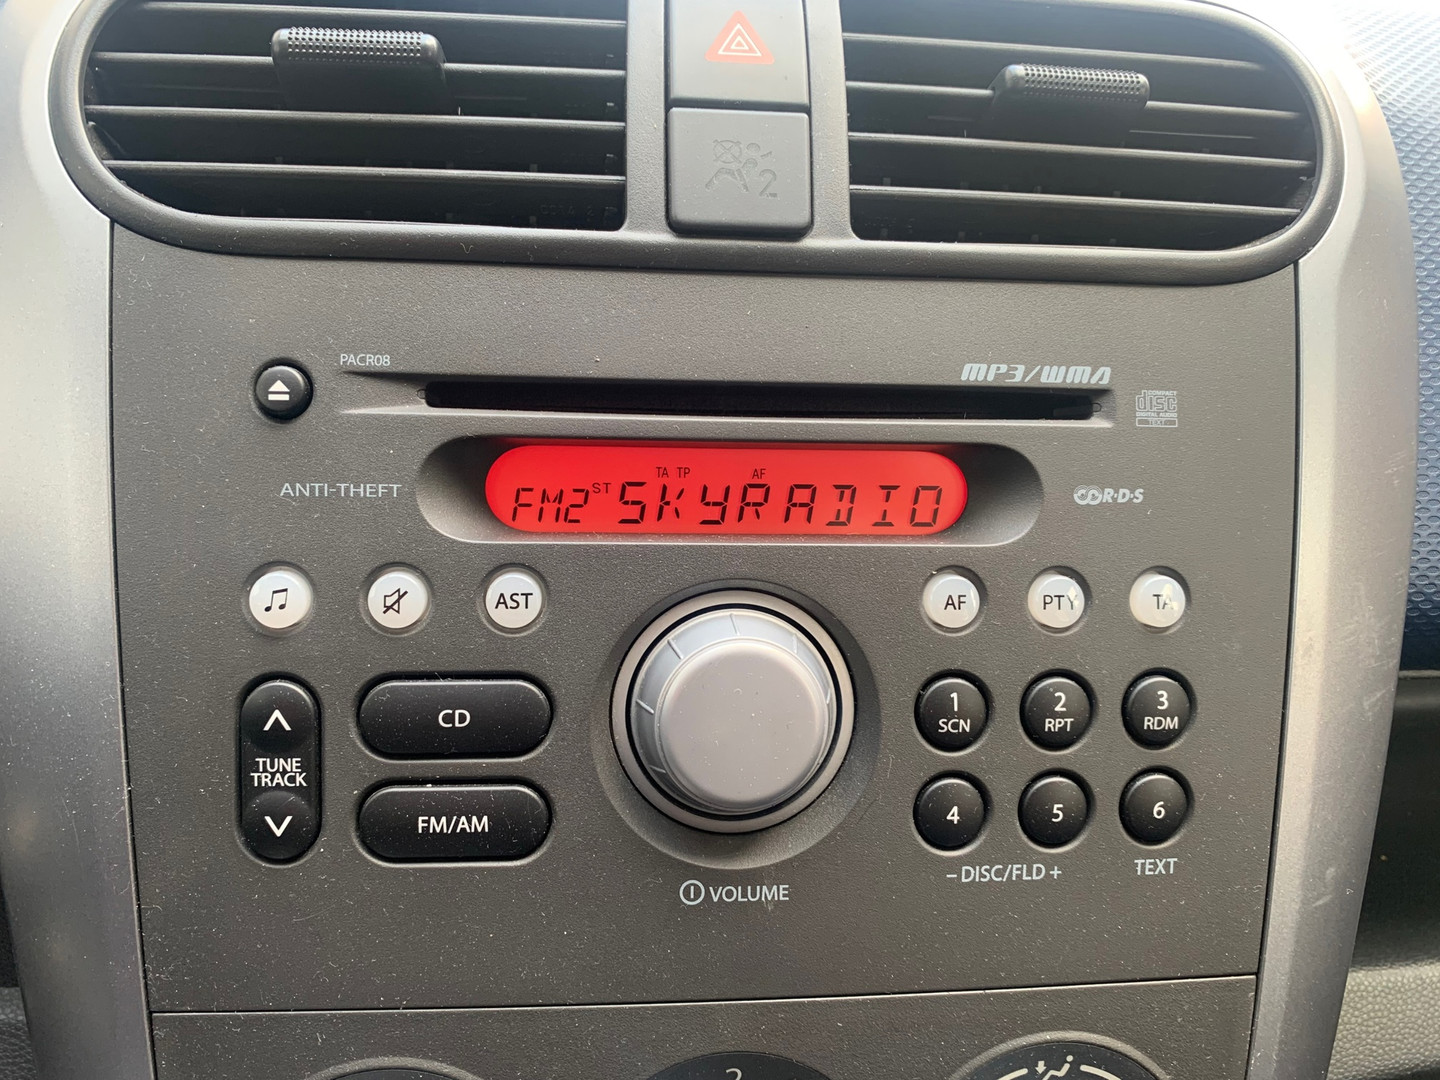 2
PACR08
MP3/WMA
COMPACT
disc
DIGITAL AUDIO
TEXT
TA TP AF
FM2 ST SKYRADIO
ANTI-THEFT
R·D·S
AST
AF
PTY
TA
1
SCN
2
RPT
3
RDM
TUNE
TRACK
CD
FM/AM
4
5
6
VOLUME
– DISC/FLD +
TEXT
2